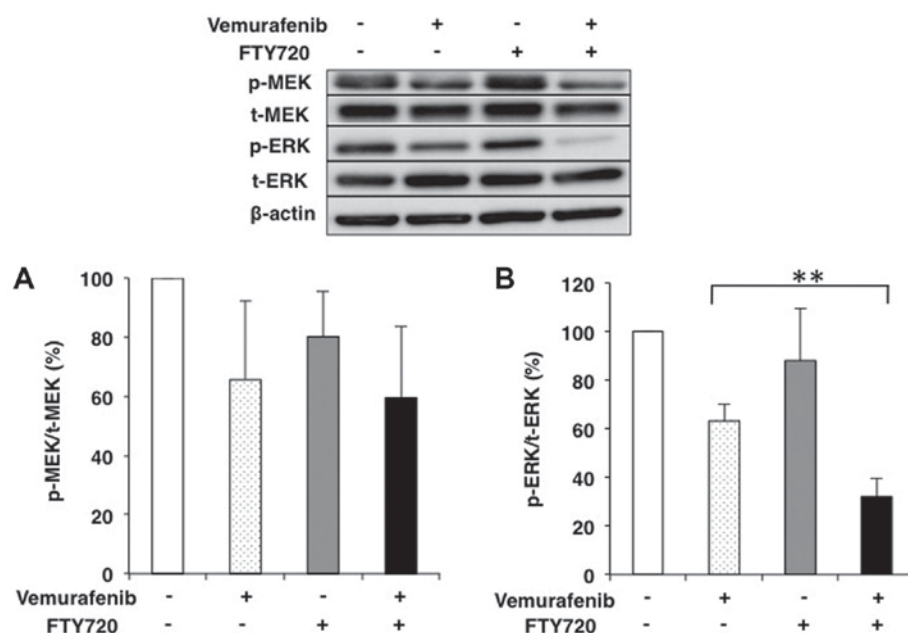 Vemurafenib - + - +
FTY720 - - + +
p-MEK
t-MEK
p-ERK
t-ERK
β-actin
A
p-MEK/t-MEK (%)
100
80
60
40
20
0
Vemurafenib - + - +
FTY720 - - + +
B
**
p-ERK/t-ERK (%)
120
100
80
60
40
20
0
Vemurafenib - + - +
FTY720 - - + +